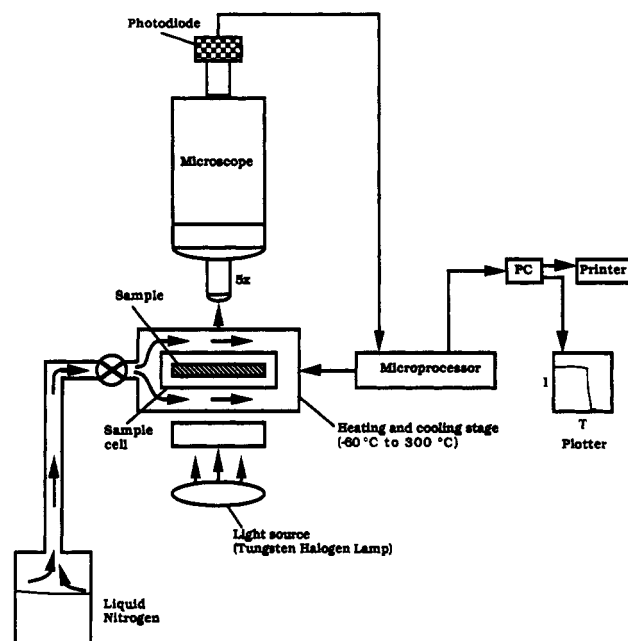 Photodiode
Microscope
5x
Sample
PC
Printer
Microprocessor
I
T
Plotter
Sample
cell
Heating and cooling stage
(-60 °C to 300 °C)
Light source
(Tungsten Halogen Lamp)
Liquid
Nitrogen